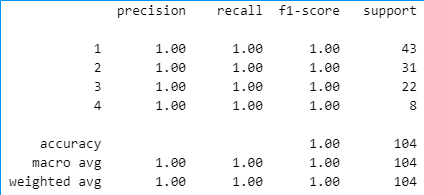 precision recall f1-score support
1 1.00 1.00 1.00 43
2 1.00 1.00 1.00 31
3 1.00 1.00 1.00 22
4 1.00 1.00 1.00 8
accuracy 1.00 104
macro avg 1.00 1.00 1.00 104
weighted avg 1.00 1.00 1.00 104